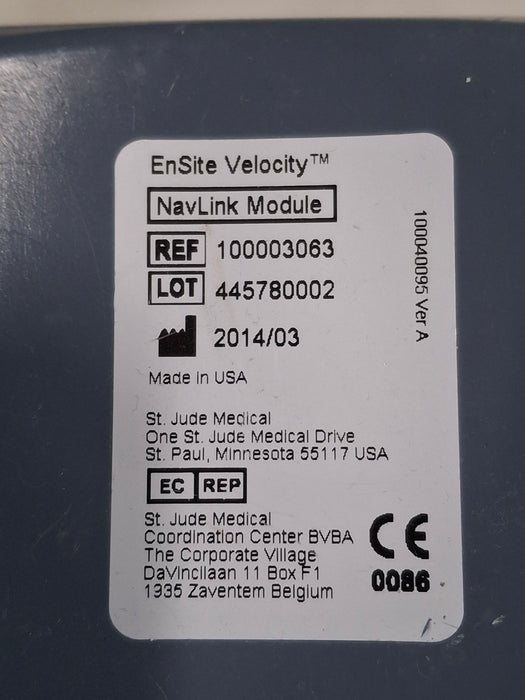 EnSite Velocity™
NavLink Module
REF 100003063
LOT 445780002
2014/03
Made in USA
St. Jude Medical
One St. Jude Medical Drive
St. Paul, Minnesota 55117 USA
EC REP
St. Jude Medical
Coordination Center BVBA
The Corporate Village
DaVincilaan 11 Box F1
1935 Zaventem Belgium
CE
0086
100040095 Ver A